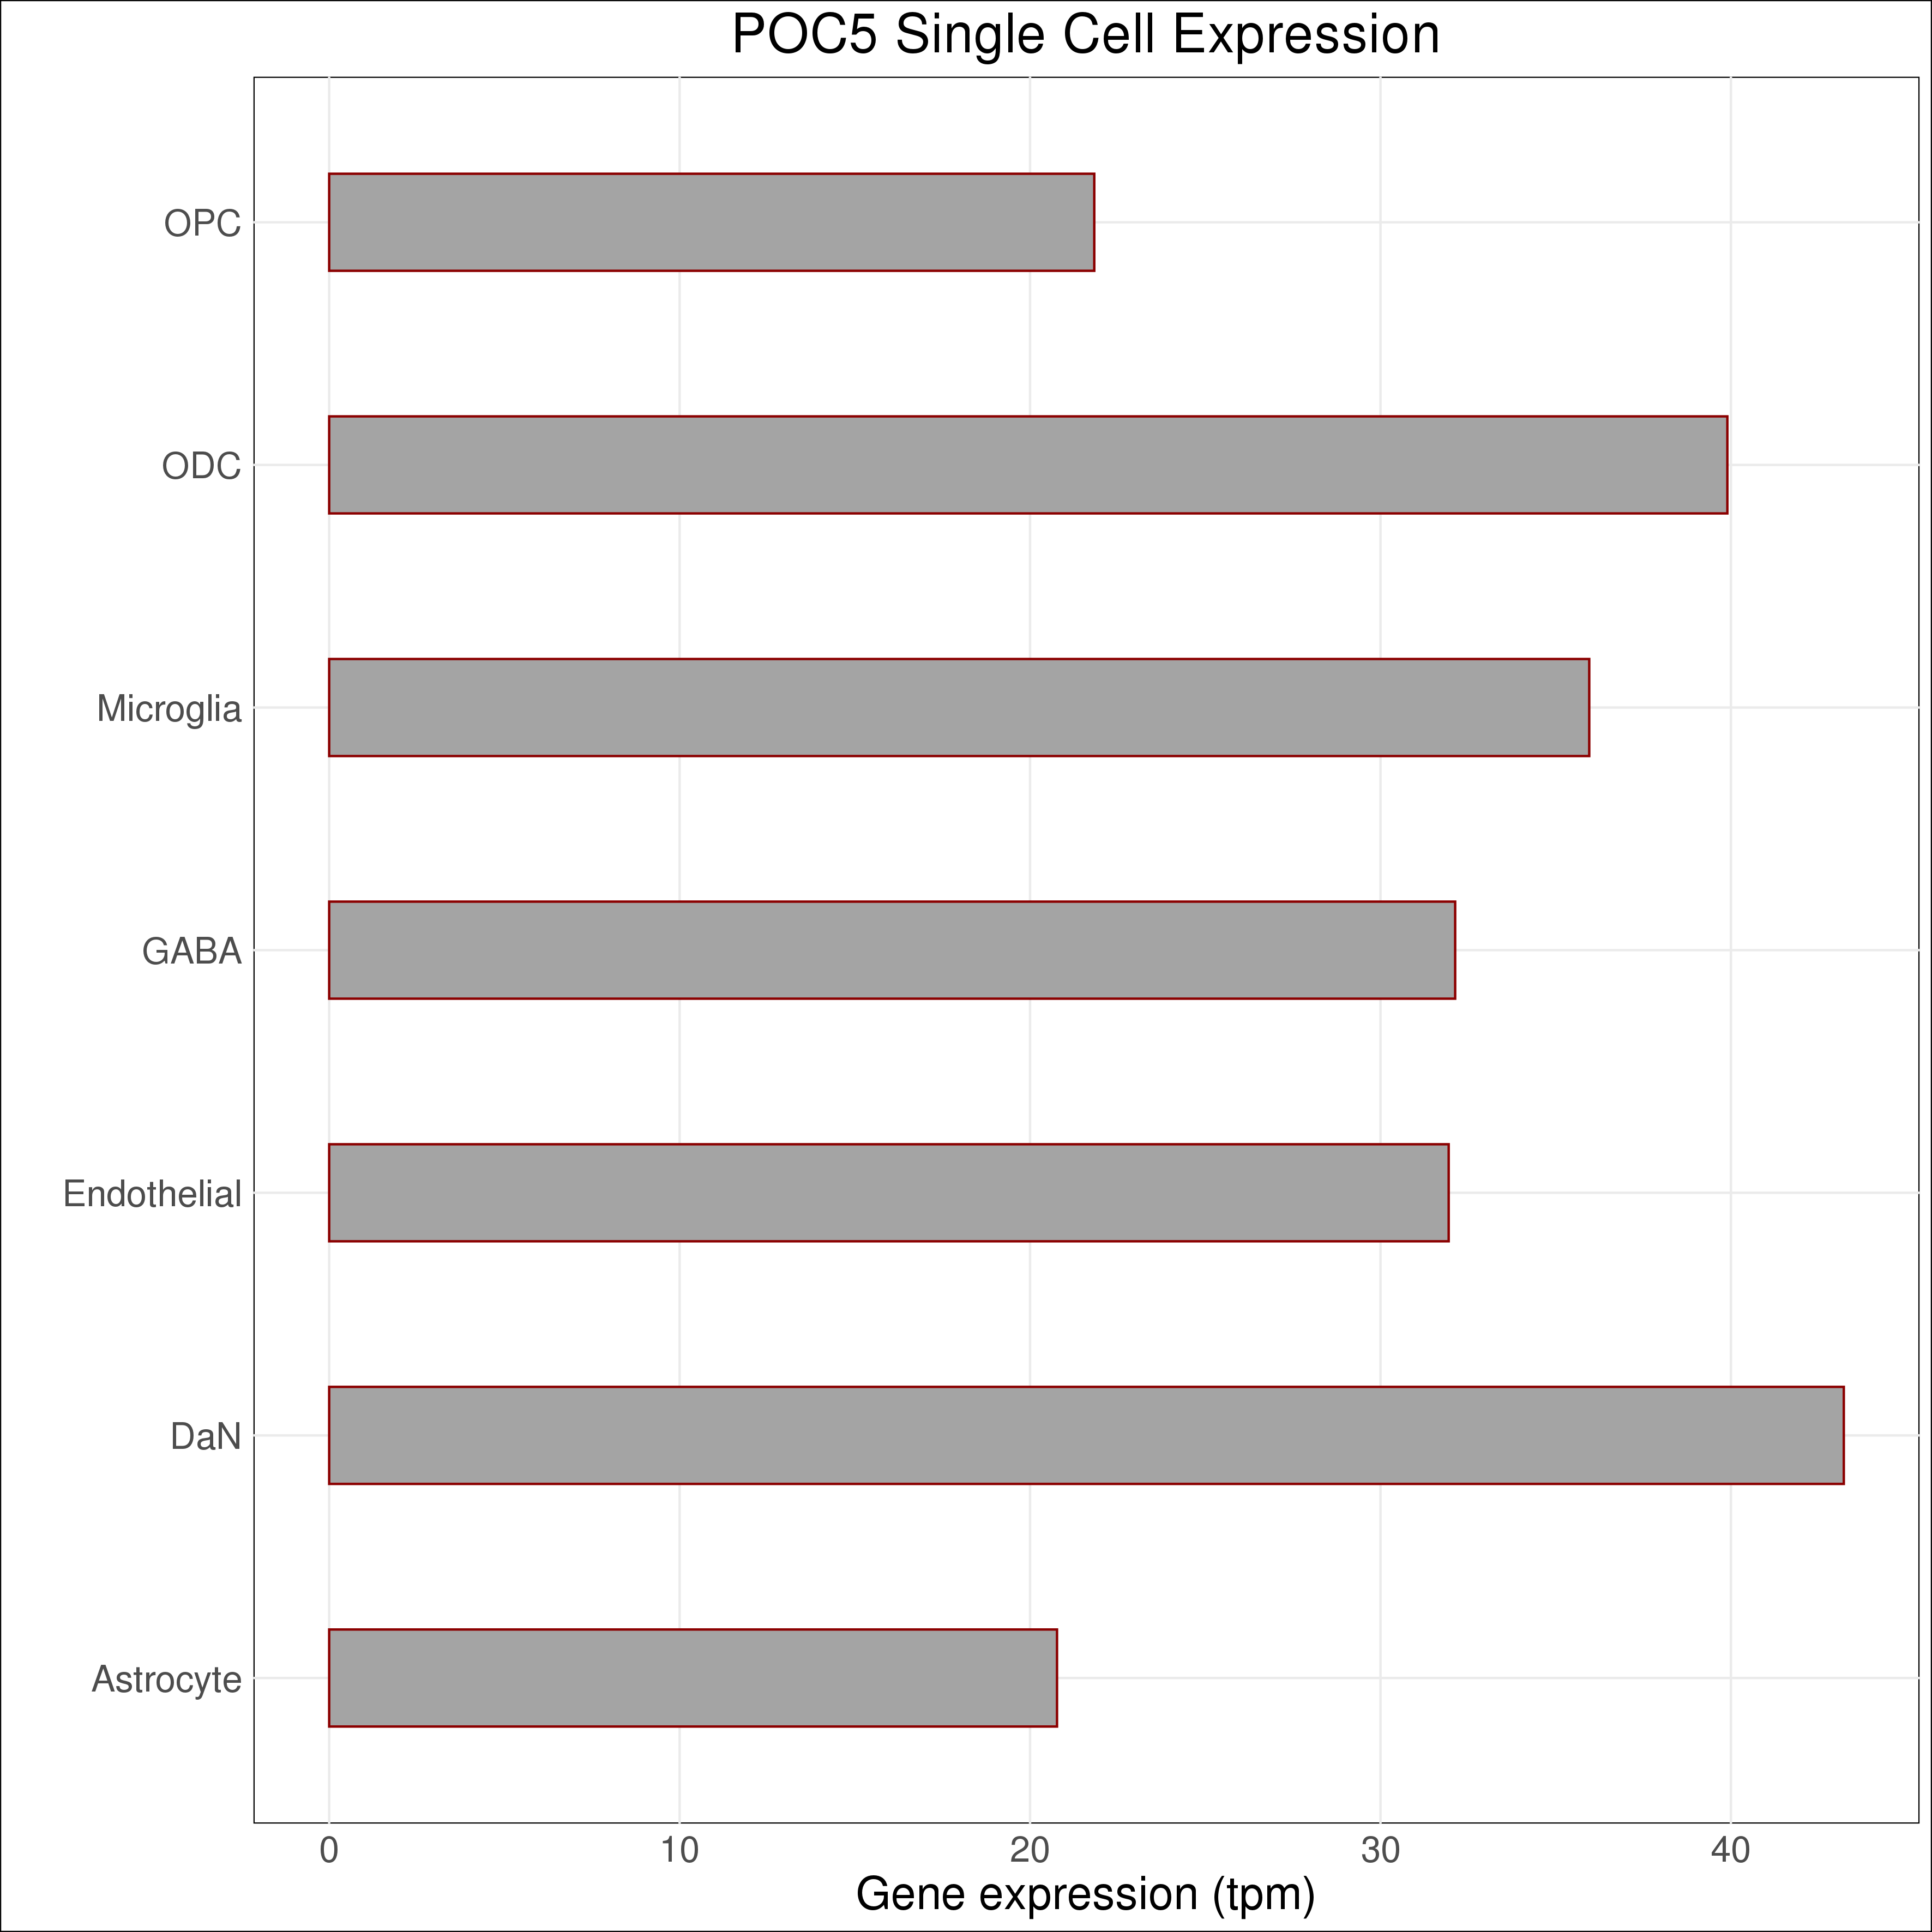 POC5 Single Cell Expression
OPC
ODC
Microglia
GABA
Endothelial
DaN
Astrocyte
0 10 20 30 40
Gene expression (tpm)